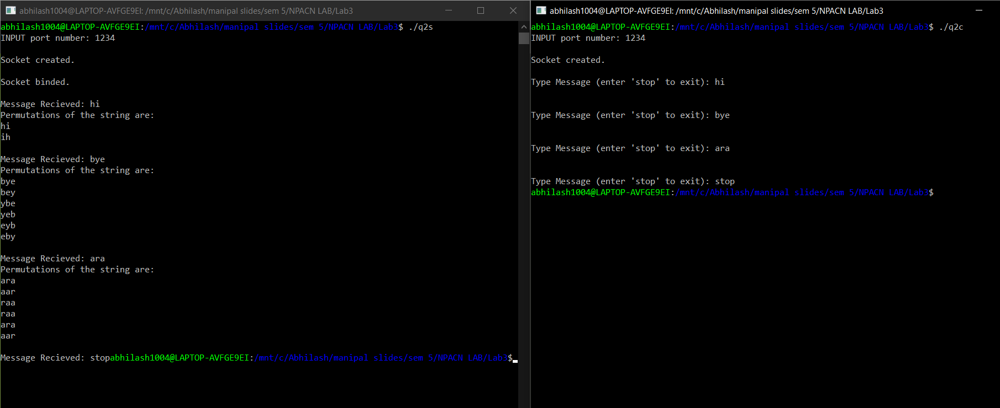 abhilash1004@LAPTOP-AVFGE9EI: /mnt/c/Abhilash/manipal slides/sem 5/NPACN LAB/Lab3
abhilash1004@LAPTOP-AVFGE9EI:/mnt/c/Abhilash/manipal slides/sem 5/NPACN LAB/Lab3$ ./q2s
INPUT port number: 1234
Socket created.
Socket binded.
Message Recieved: hi
Permutations of the string are:
hi
ih
Message Recieved: bye
Permutations of the string are:
bye
bey
ybe
yeb
eyb
eby
Message Recieved: ara
Permutations of the string are:
ara
aar
raa
raa
ara
aar
Message Recieved: stopabhilash1004@LAPTOP-AVFGE9EI:/mnt/c/Abhilash/manipal slides/sem 5/NPACN LAB/Lab3$
abhilash1004@LAPTOP-AVFGE9EI: /mnt/c/Abhilash/manipal slides/sem 5/NPACN LAB/Lab3
abhilash1004@LAPTOP-AVFGE9EI:/mnt/c/Abhilash/manipal slides/sem 5/NPACN LAB/Lab3$ ./q2c
INPUT port number: 1234
Socket created.
Type Message (enter 'stop' to exit): hi
Type Message (enter 'stop' to exit): bye
Type Message (enter 'stop' to exit): ara
Type Message (enter 'stop' to exit): stop
abhilash1004@LAPTOP-AVFGE9EI:/mnt/c/Abhilash/manipal slides/sem 5/NPACN LAB/Lab3$